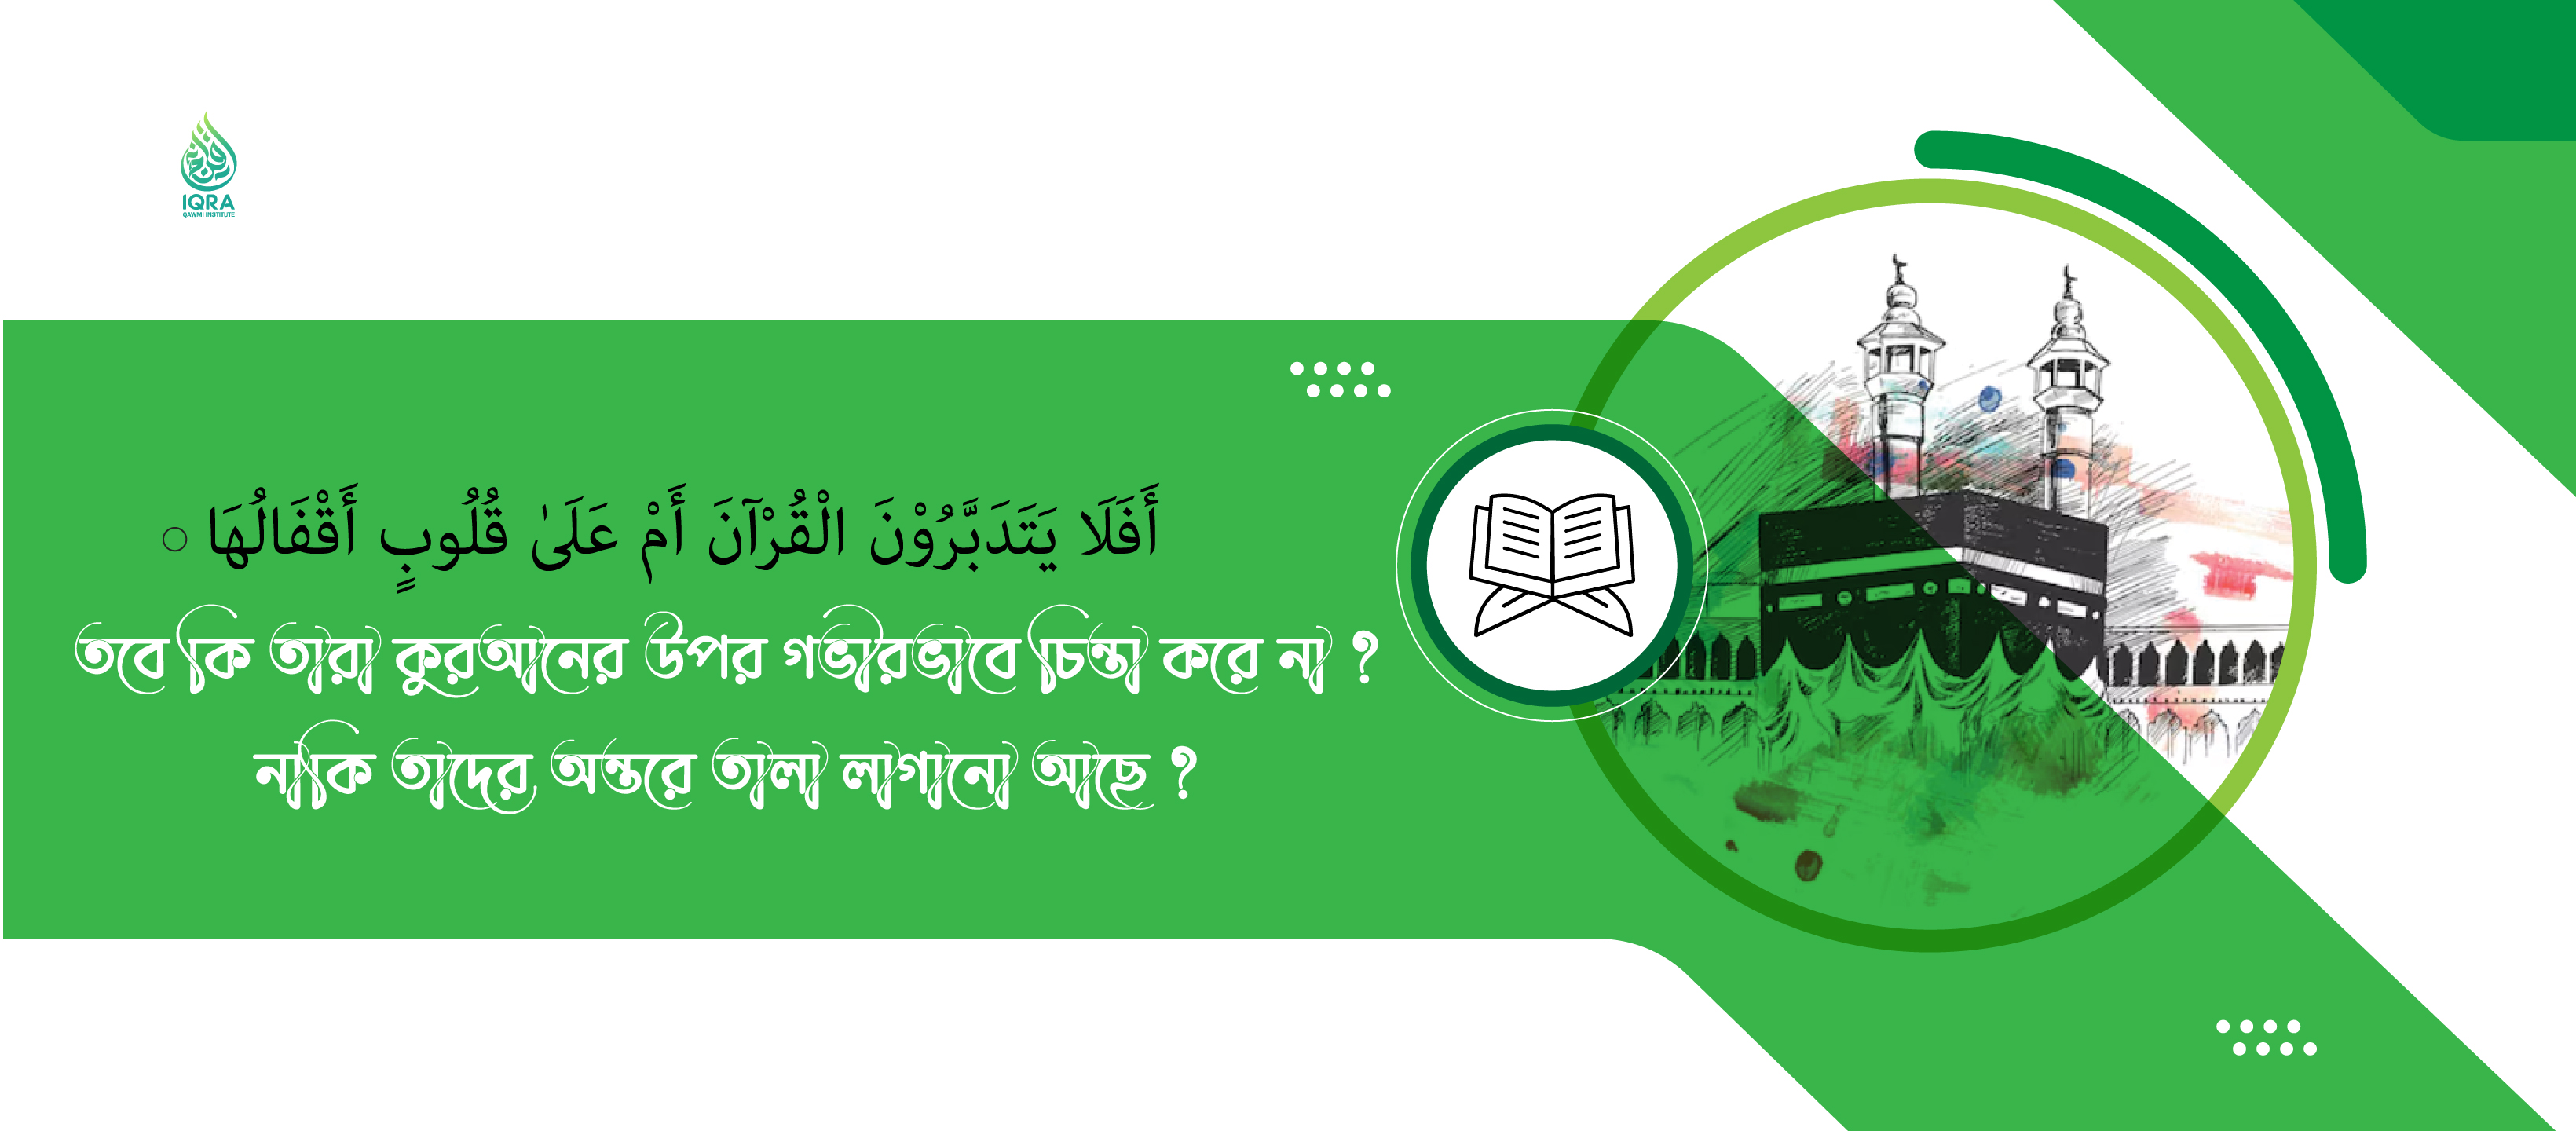 IQRA
QAWMI INSTITUTE
أَفَلَا يَتَدَبَّرُوْنَ الْقُرْآنَ أَمْ عَلَىٰ قُلُوبٍ أَقْفَالُهَا ○
তবে কি তারা কুরআনের উপর গভীরভাবে চিন্তা করে না ?
নাকি তাদের অন্তরে তালা লাগানো আছে ?